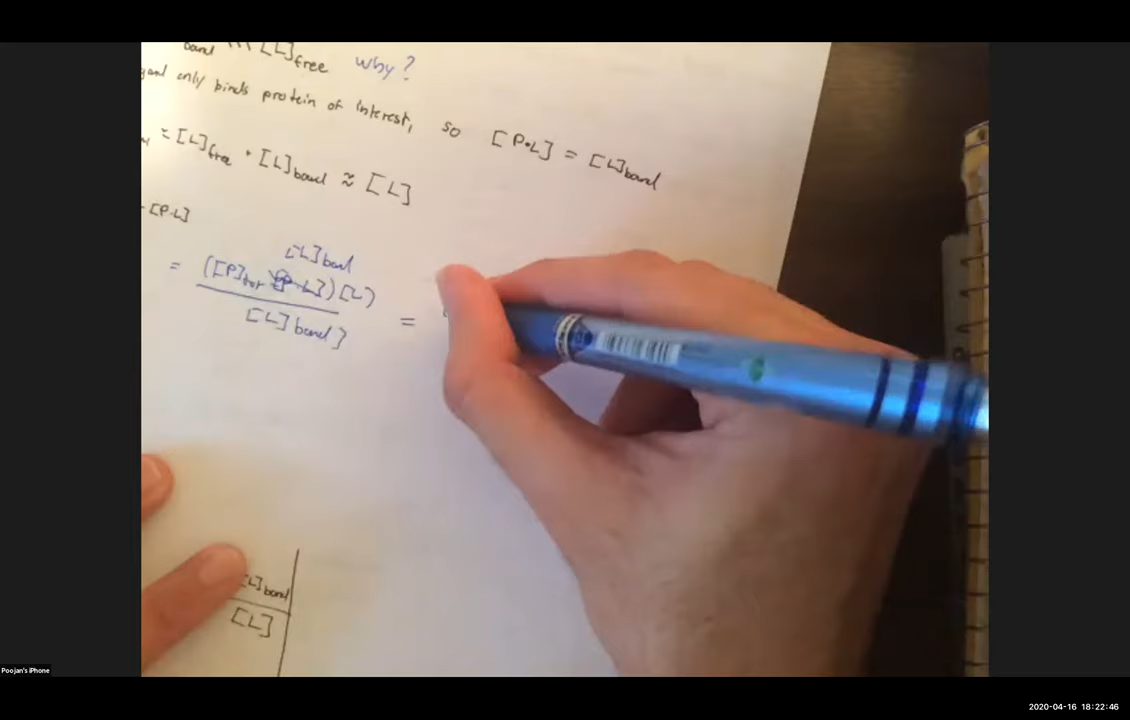 [L]free why?
only binds protein of interest, so [P•L] = [L]bound
= [L]free + [L]bound ≈ [L]
[P•L]
[L]bound
= ([P]tot L])[L]
[L]bound
=
[L]bound
[L]
Poojan's iPhone
2020-04-16 18:22:46